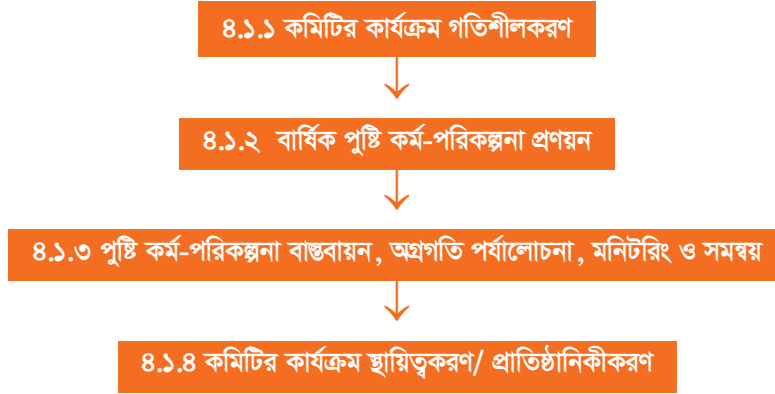 ৪.১.১ কমিটির কার্যক্রম গতিশীলকরণ
৪.১.২ বার্ষিক পুষ্টি কর্ম-পরিকল্পনা প্রণয়ন
৪.১.৩ পুষ্টি কর্ম-পরিকল্পনা বাস্তবায়ন, অগ্রগতি পর্যালোচনা, মনিটরিং ও সমন্বয়
৪.১.৪ কমিটির কার্যক্রম স্থায়িত্বকরণ/ প্রাতিষ্ঠানিকীকরণ